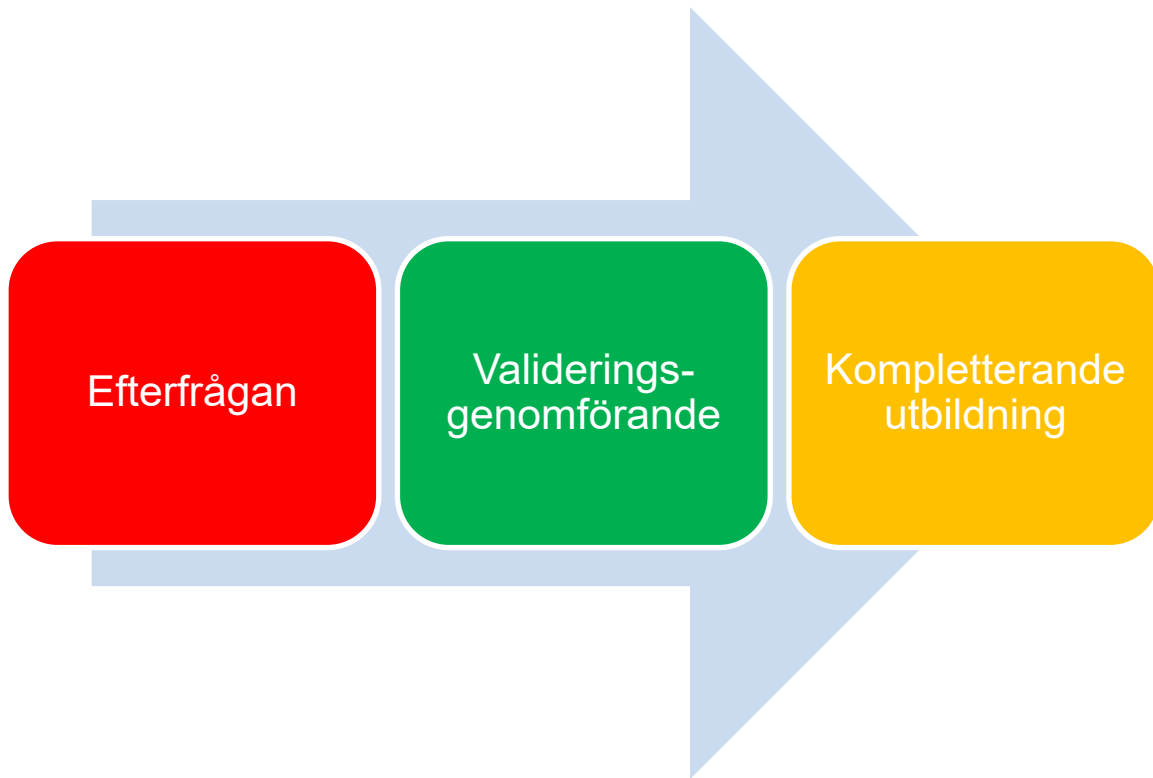 Efterfrågan
Validerings-
genomförande
Kompletterande
utbildning